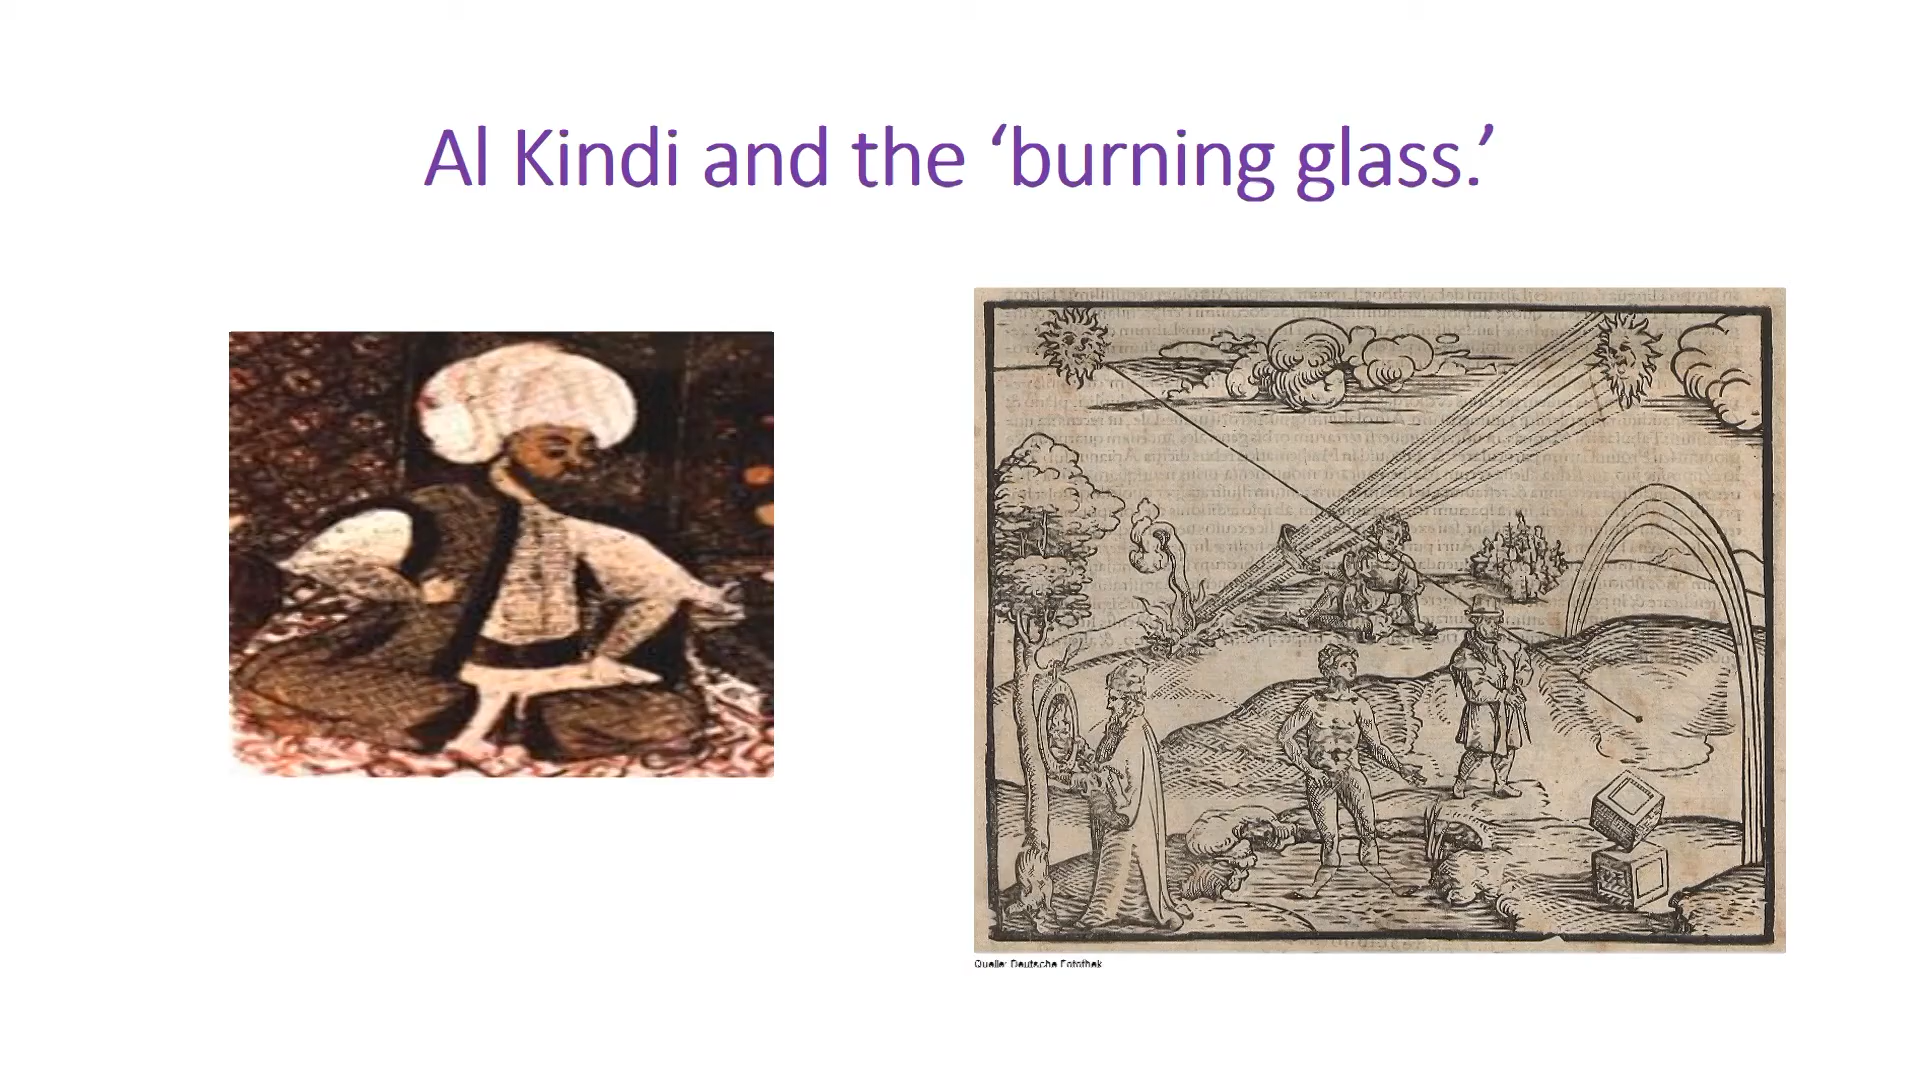 Al Kindi and the ‘burning glass.’
Quelle: Deutsche Fotothek